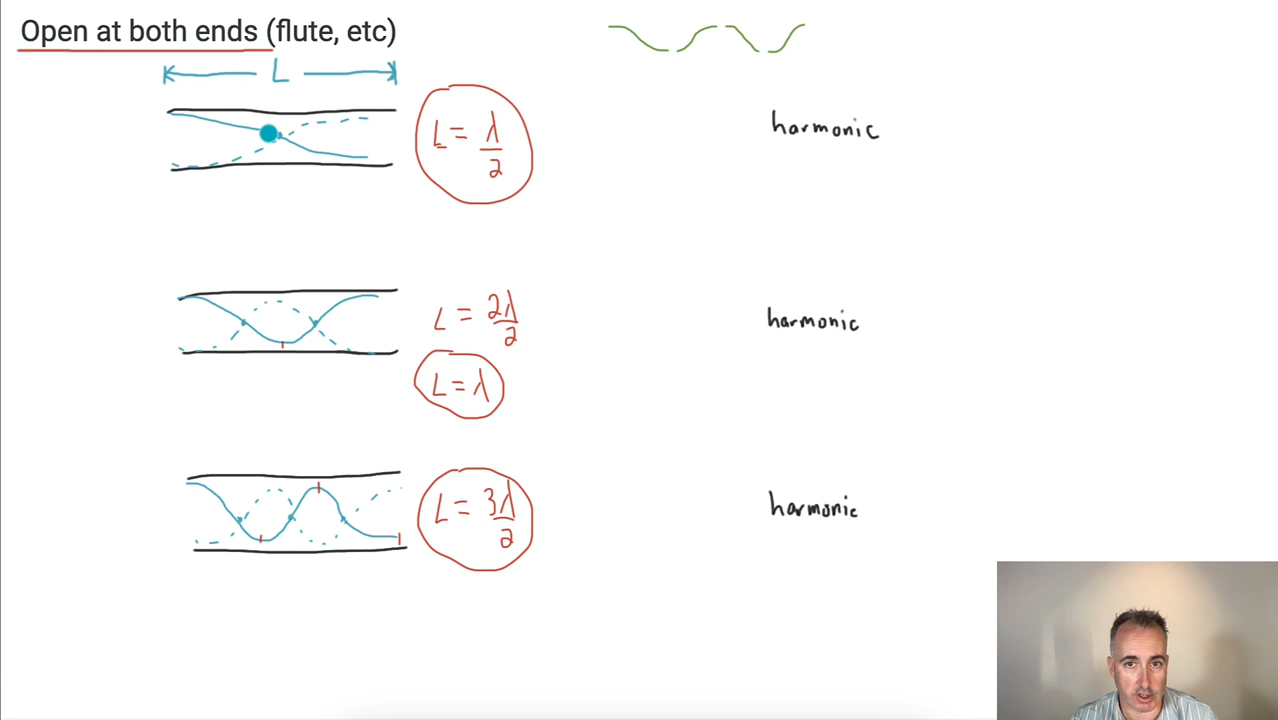 Open at both ends (flute, etc)
L
L = λ/2
harmonic
L = 2λ/2
harmonic
L = λ
L = 3λ/2
harmonic